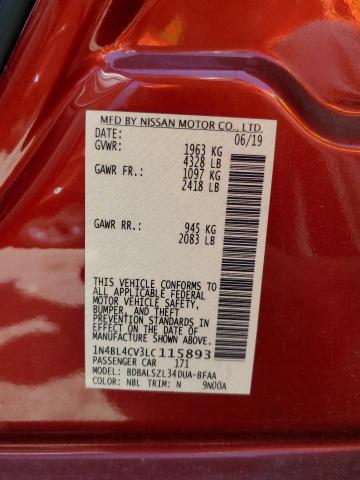 MFD BY NISSAN MOTOR CO., LTD.
DATE: 06/19
GVWR: 1963 KG
4328 LB
GAWR FR.: 1097 KG
2418 LB
GAWR RR.: 945 KG
2083 LB
THIS VEHICLE CONFORMS TO
ALL APPLICABLE FEDERAL
MOTOR VEHICLE SAFETY,
BUMPER, AND THEFT
PREVENTION STANDARDS IN
EFFECT ON THE DATE OF
MANUFACTURE SHOWN ABOVE.
1N4BL4CV3LC115893
PASSENGER CAR 171
MODEL: BDBALSZL34DUA-BFAA
COLOR: NBL TRIM: N 9N00A